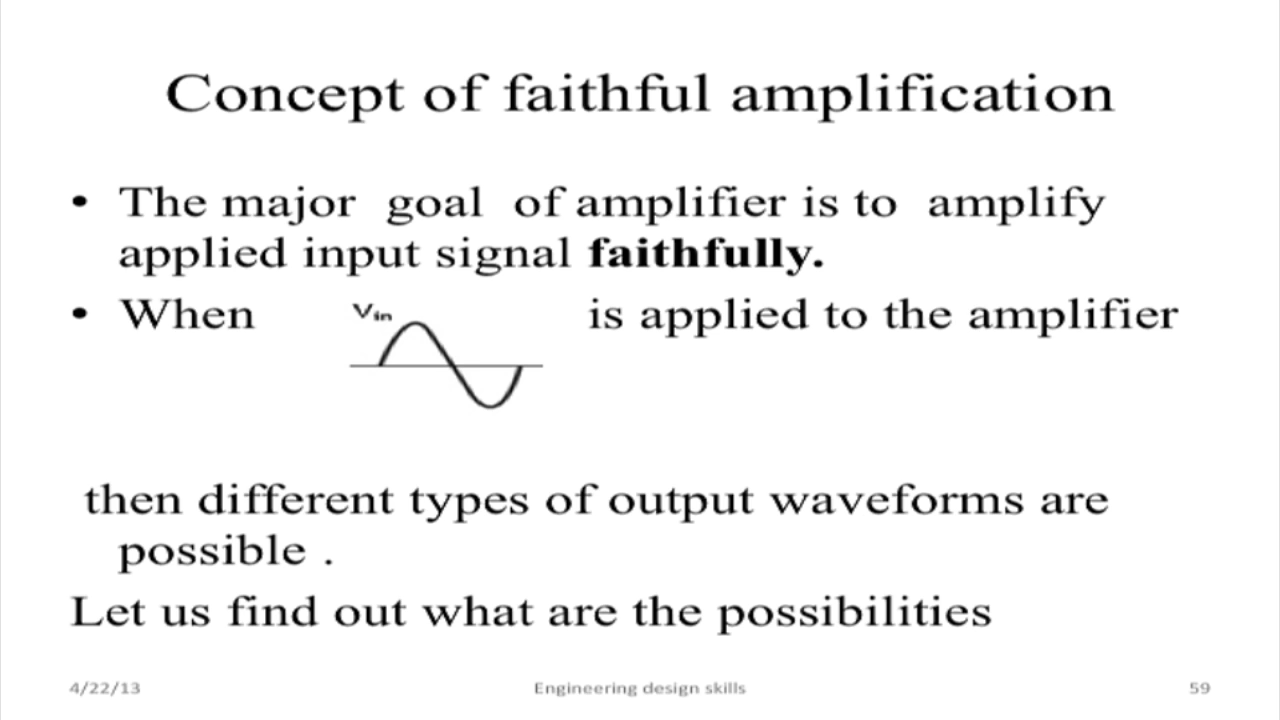 Concept of faithful amplification
• The major goal of amplifier is to amplify
applied input signal faithfully.
• When Vin is applied to the amplifier
then different types of output waveforms are
possible .
Let us find out what are the possibilities
4/22/13 Engineering design skills 59